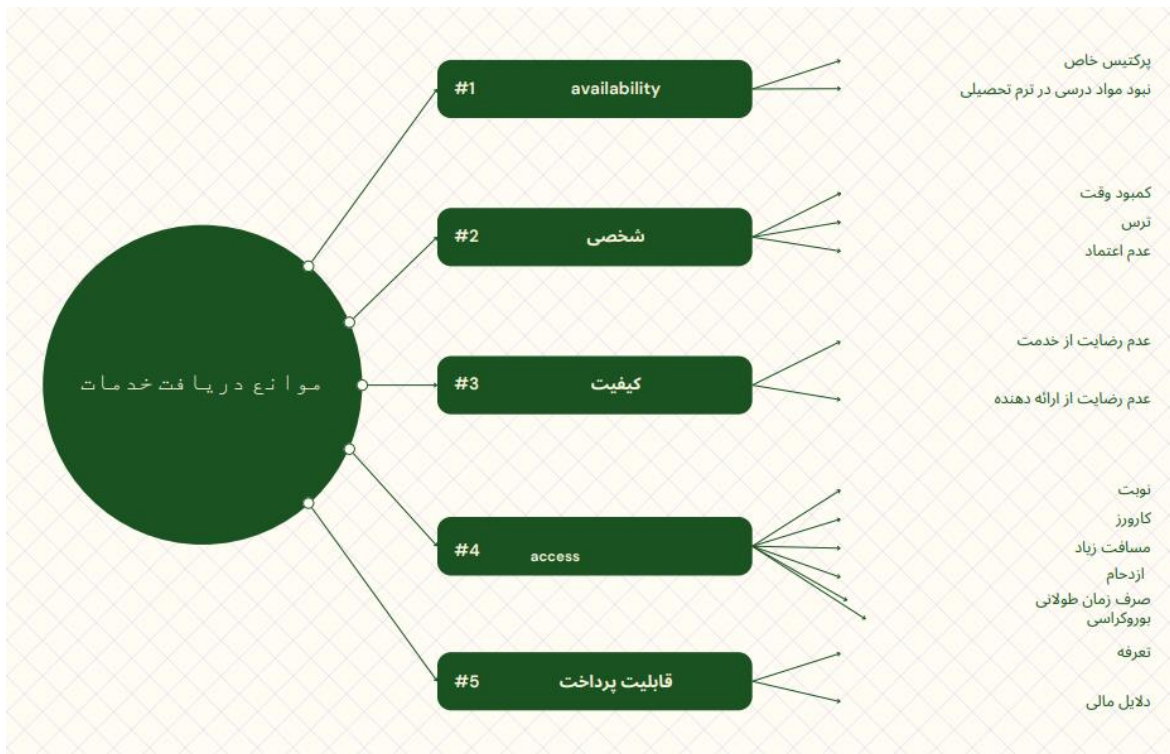 موانع دریافت خدمات
#1 availability
پرکتیس خاص
نبود مواد درسی در ترم تحصیلی
#2 شخصی
کمبود وقت
ترس
عدم اعتماد
#3 کیفیت
عدم رضایت از خدمت
عدم رضایت از ارائه دهنده
#4 access
نوبت
کارورز
مسافت زیاد
ازدحام
صرف زمان طولانی
بوروکراسی
#5 قابلیت پرداخت
تعرفه
دلایل مالی